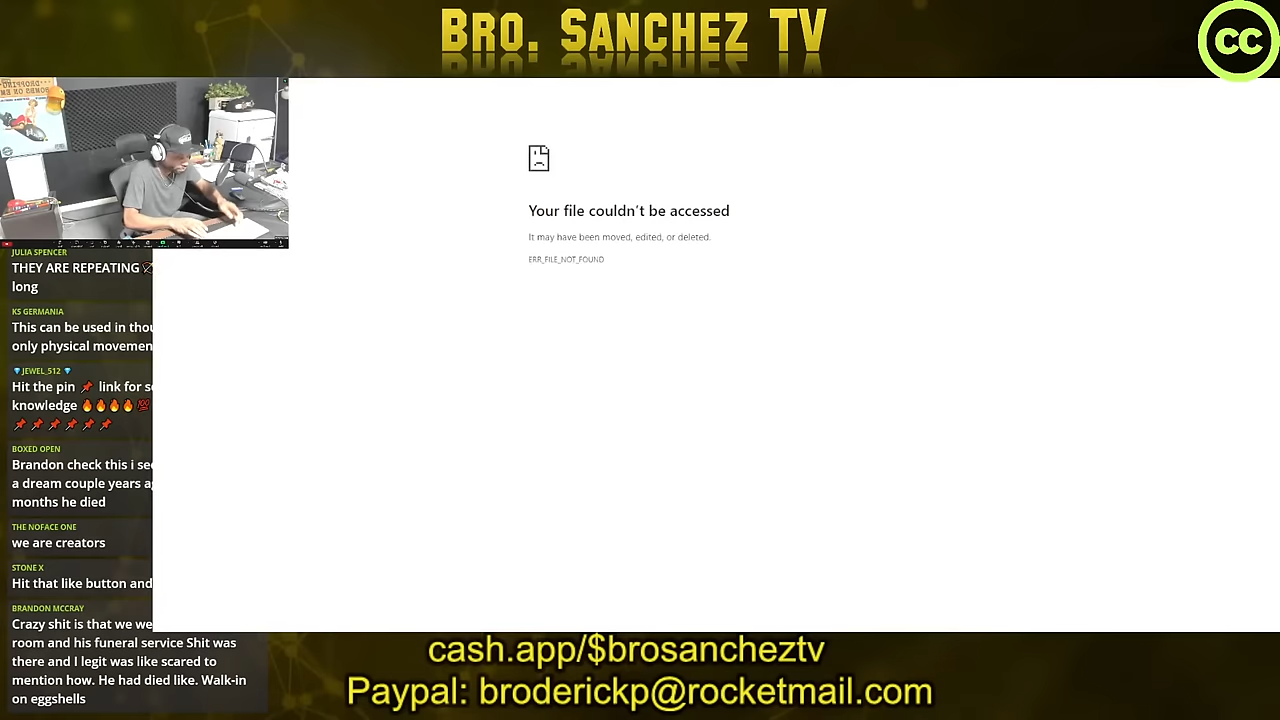 BRO. SANCHEZ TV
CC
Your file couldn't be accessed
It may have been moved, edited, or deleted.
ERR_FILE_NOT_FOUND
JULIA SPENCER
THEY ARE REPEATING
long
KS GERMANIA
This can be used in thou
only physical movemen
💎JEWEL_512 💎
Hit the pin 📌 link for s
knowledge 🔥🔥🔥🔥💯
📌 📌 📌 📌 📌 📌
BOXED OPEN
Brandon check this i see
a dream couple years ag
months he died
THE NOFACE ONE
we are creators
STONE X
Hit that like button and
BRANDON MCCRAY
Crazy shit is that we we
room and his funeral service Shit was
there and I legit was like scared to
mention how. He had died like. Walk-in
on eggshells
cash.app/$brosancheztv
Paypal: broderickp@rocketmail.com